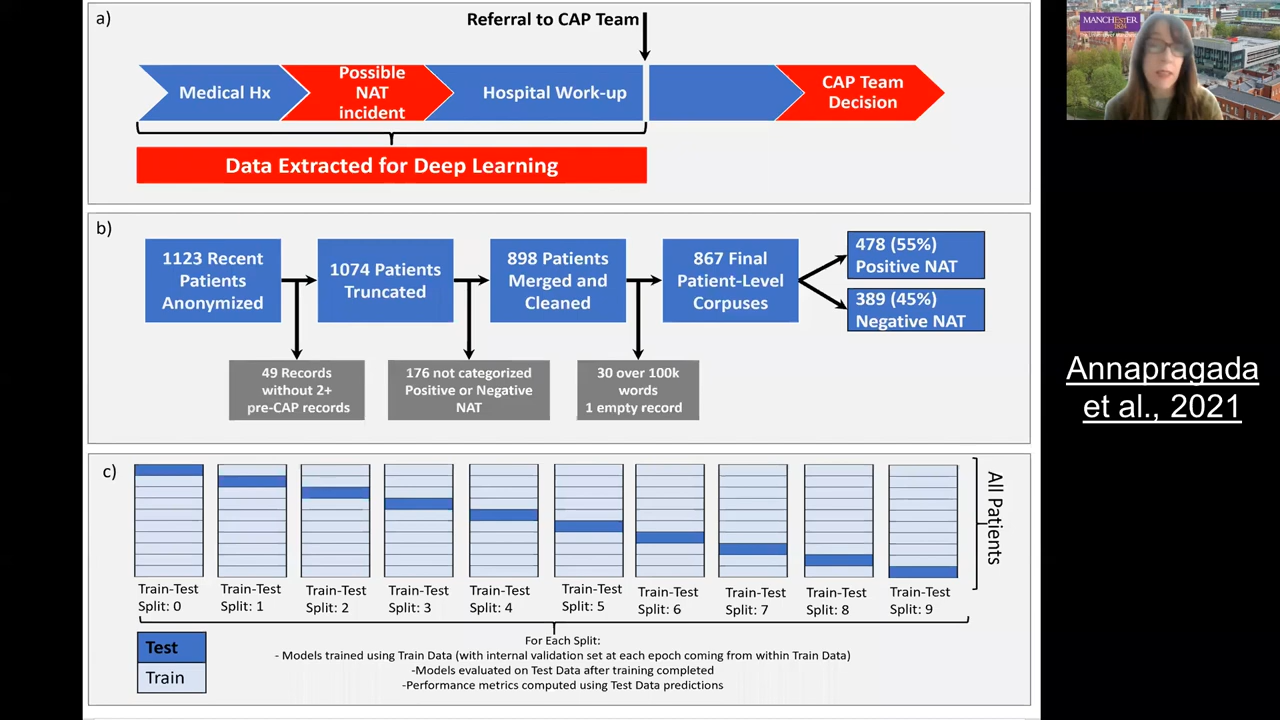 a)
Referral to CAP Team
Medical Hx
Possible
NAT
incident
Hospital Work-up
CAP Team
Decision
Data Extracted for Deep Learning
b)
1123 Recent
Patients
Anonymized
1074 Patients
Truncated
898 Patients
Merged and
Cleaned
867 Final
Patient-Level
Corpuses
478 (55%)
Positive NAT
389 (45%)
Negative NAT
49 Records
without 2+
pre-CAP records
176 not categorized
Positive or Negative
NAT
30 over 100k
words
1 empty record
c)
All Patients
Train-Test
Split: 0
Train-Test
Split: 1
Train-Test
Split: 2
Train-Test
Split: 3
Train-Test
Split: 4
Train-Test
Split: 5
Train-Test
Split: 6
Train-Test
Split: 7
Train-Test
Split: 8
Train-Test
Split: 9
Test
Train
For Each Split:
- Models trained using Train Data (with internal validation set at each epoch coming from within Train Data)
-Models evaluated on Test Data after training completed
-Performance metrics computed using Test Data predictions
MANCHESTER
1824
Annapragada
et al., 2021